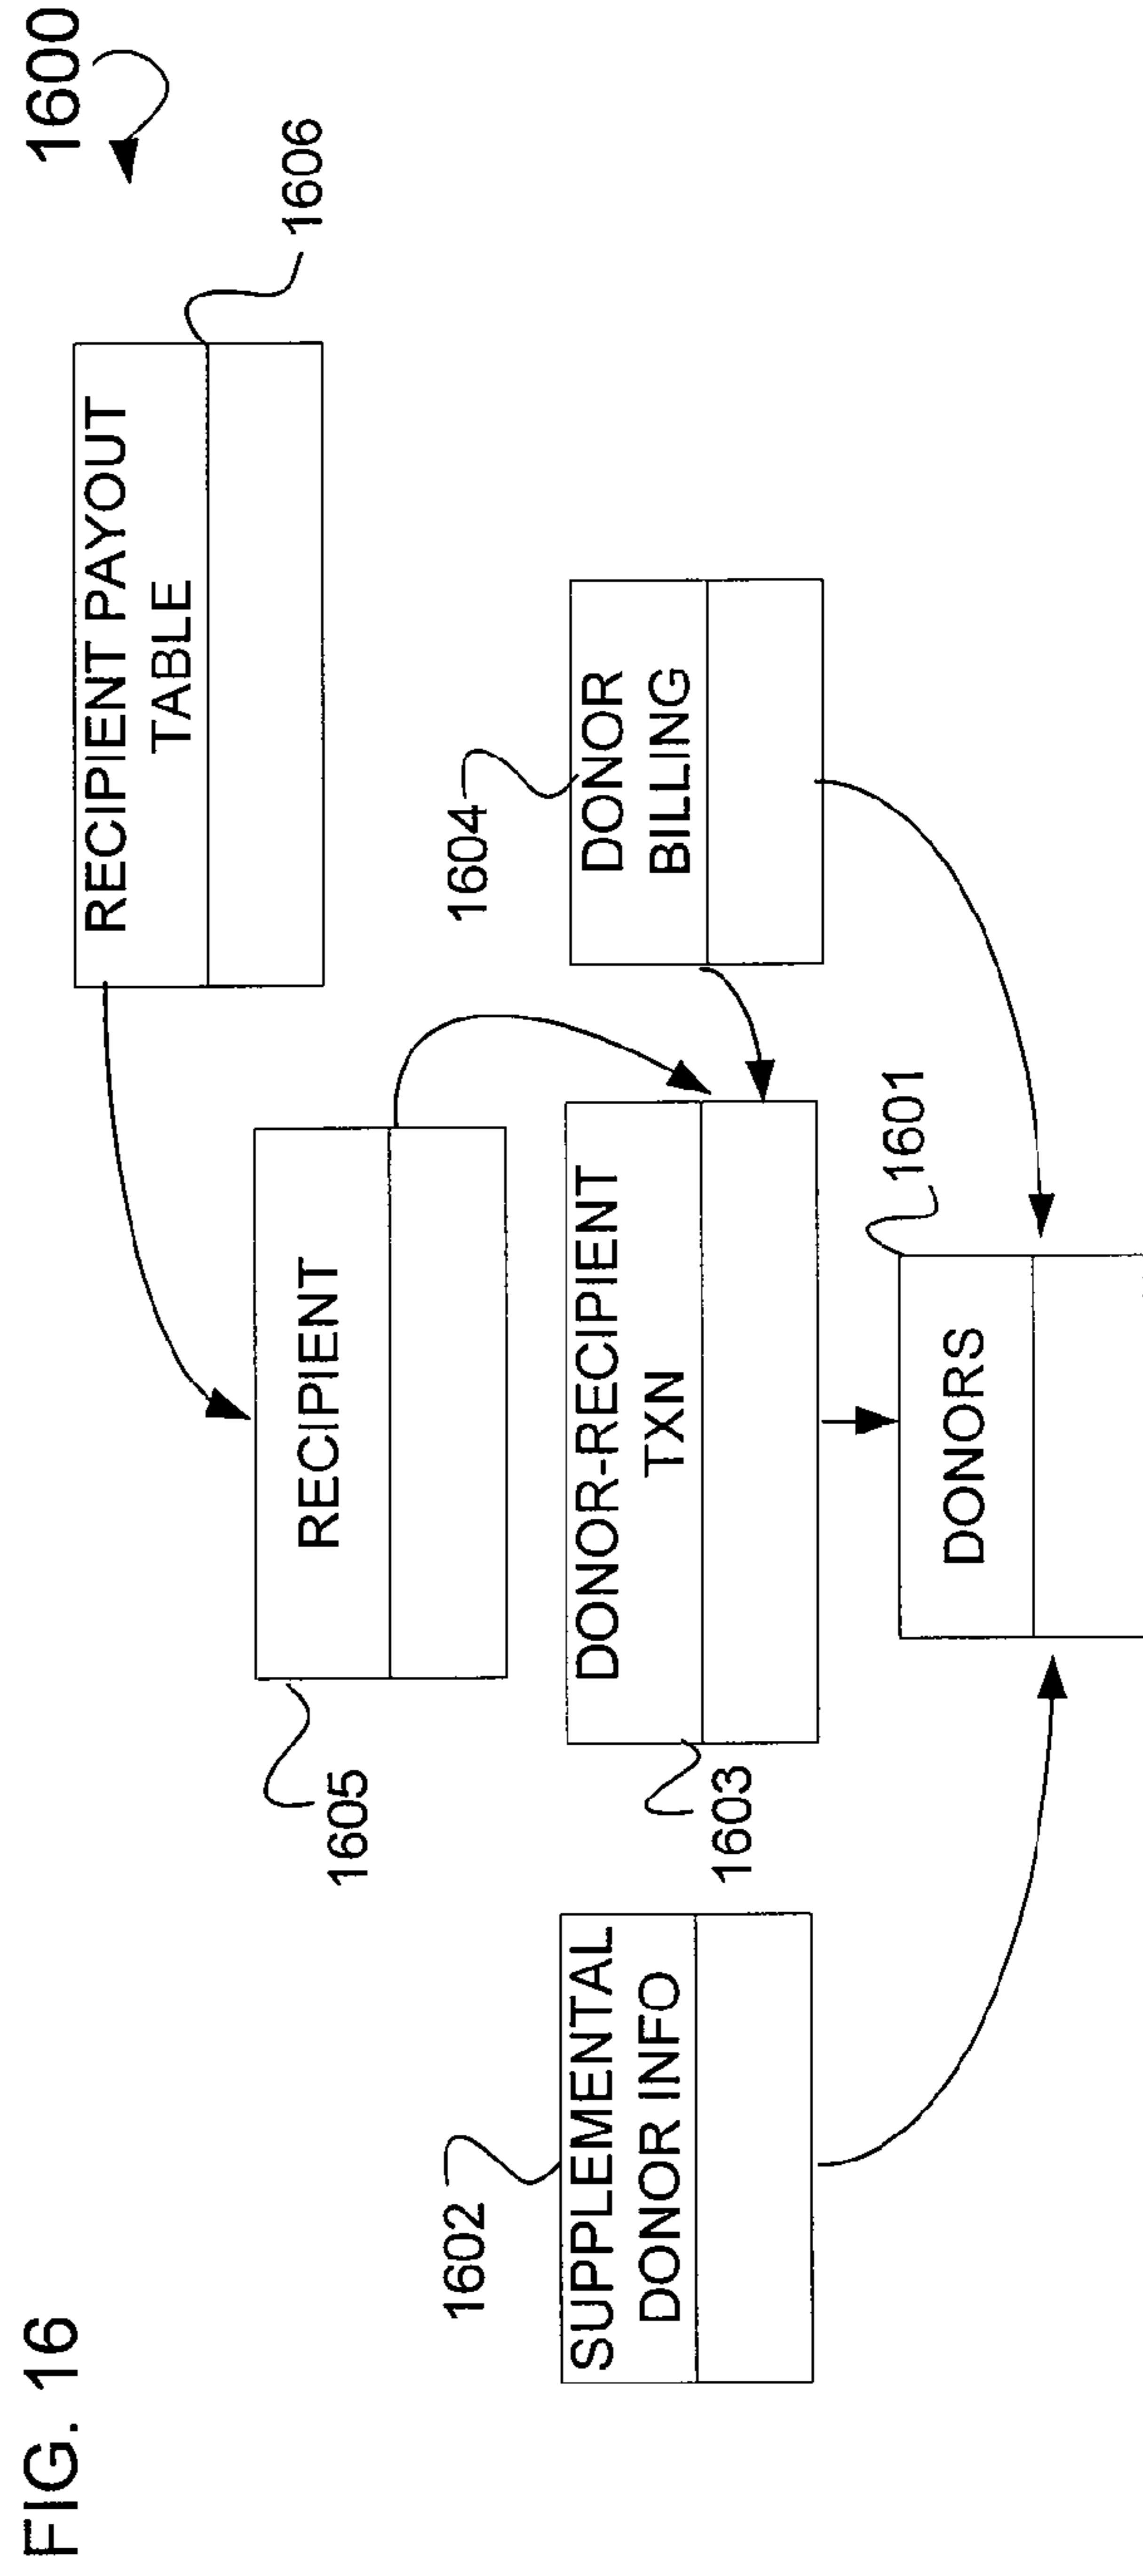 FIG. 16
1600
RECIPIENT PAYOUT
TABLE
1606
RECIPIENT
1605
1604
DONOR
BILLING
1602
SUPPLEMENTAL
DONOR INFO
DONOR-RECIPIENT
TXN
1603
1601
DONORS